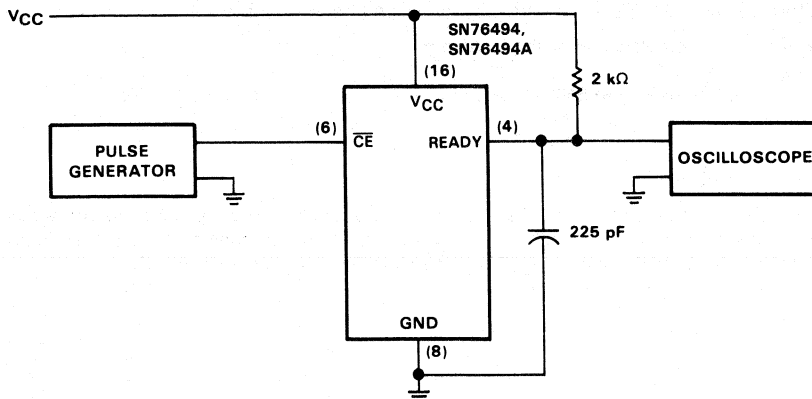 VCC
SN76494,
SN76494A
(16)
VCC
2 kΩ
(6)
CE
READY
(4)
PULSE
GENERATOR
OSCILLOSCOPE
225 pF
GND
(8)